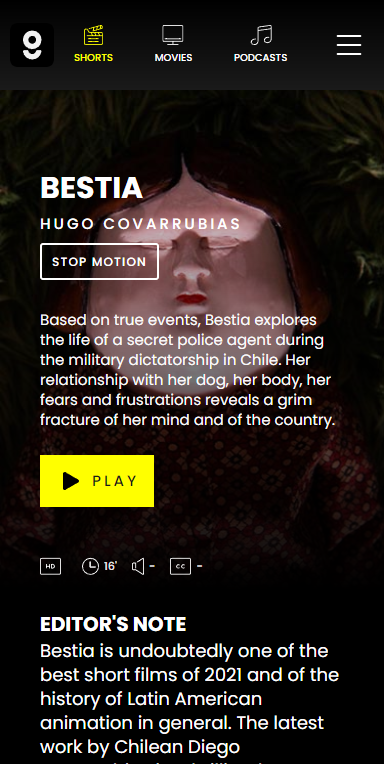 SHORTS
MOVIES
PODCASTS
BESTIA
HUGO COVARRUBIAS
STOP MOTION
Based on true events, Bestia explores
the life of a secret police agent during
the military dictatorship in Chile. Her
relationship with her dog, her body, her
fears and frustrations reveals a grim
fracture of her mind and of the country.
PLAY
HD 16' - CC -
EDITOR'S NOTE
Bestia is undoubtedly one of the
best short films of 2021 and of the
history of Latin American
animation in general. The latest
work by Chilean Diego